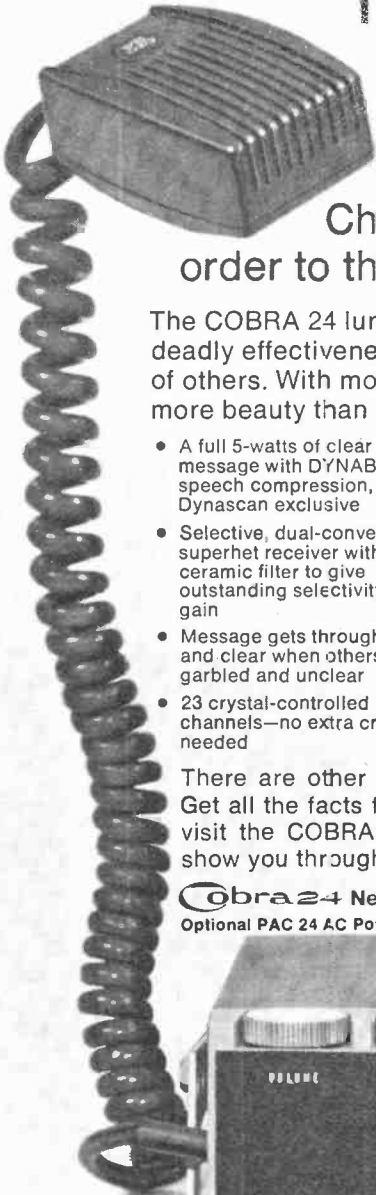 Ch
order to th
The COBRA 24 lur
deadly effectivene
of others. With mo
more beauty than
• A full 5-watts of clear
message with DYNAB
speech compression,
Dynascan exclusive
• Selective, dual-conve
superhet receiver with
ceramic filter to give
outstanding selectivit
gain
• Message gets through
and clear when others
garbled and unclear
• 23 crystal-controlled
channels—no extra cr
needed
There are other
Get all the facts f
visit the COBRA
show you through
Cobra 24 Ne
Optional PAC 24 AC Po
VOLUME